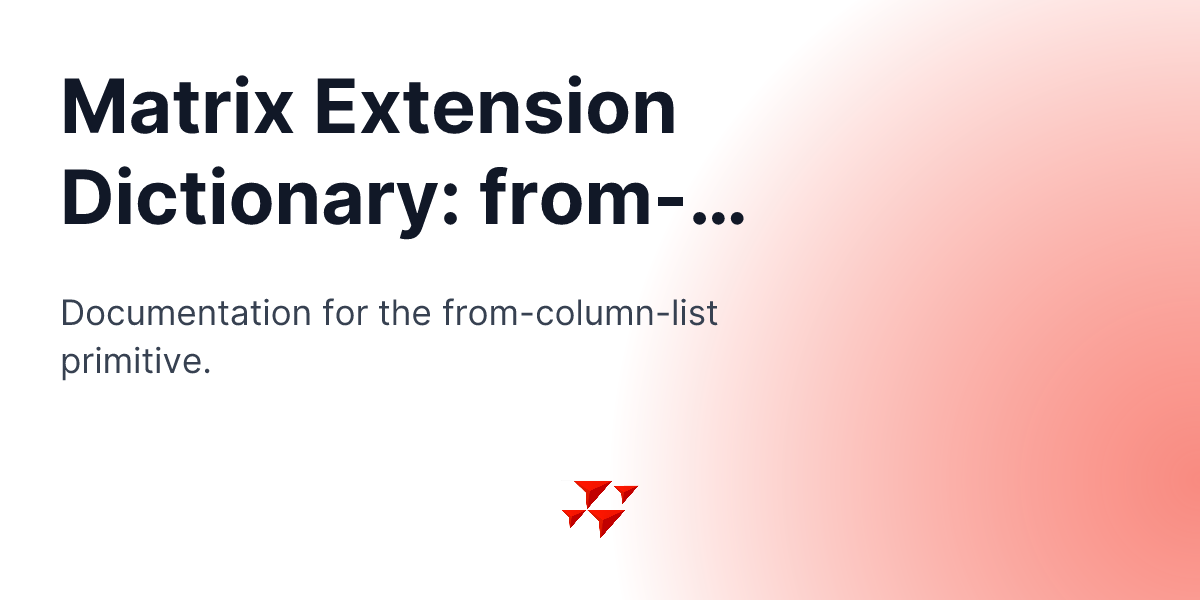 Matrix Extension
Dictionary: from-...
Documentation for the from-column-list
primitive.